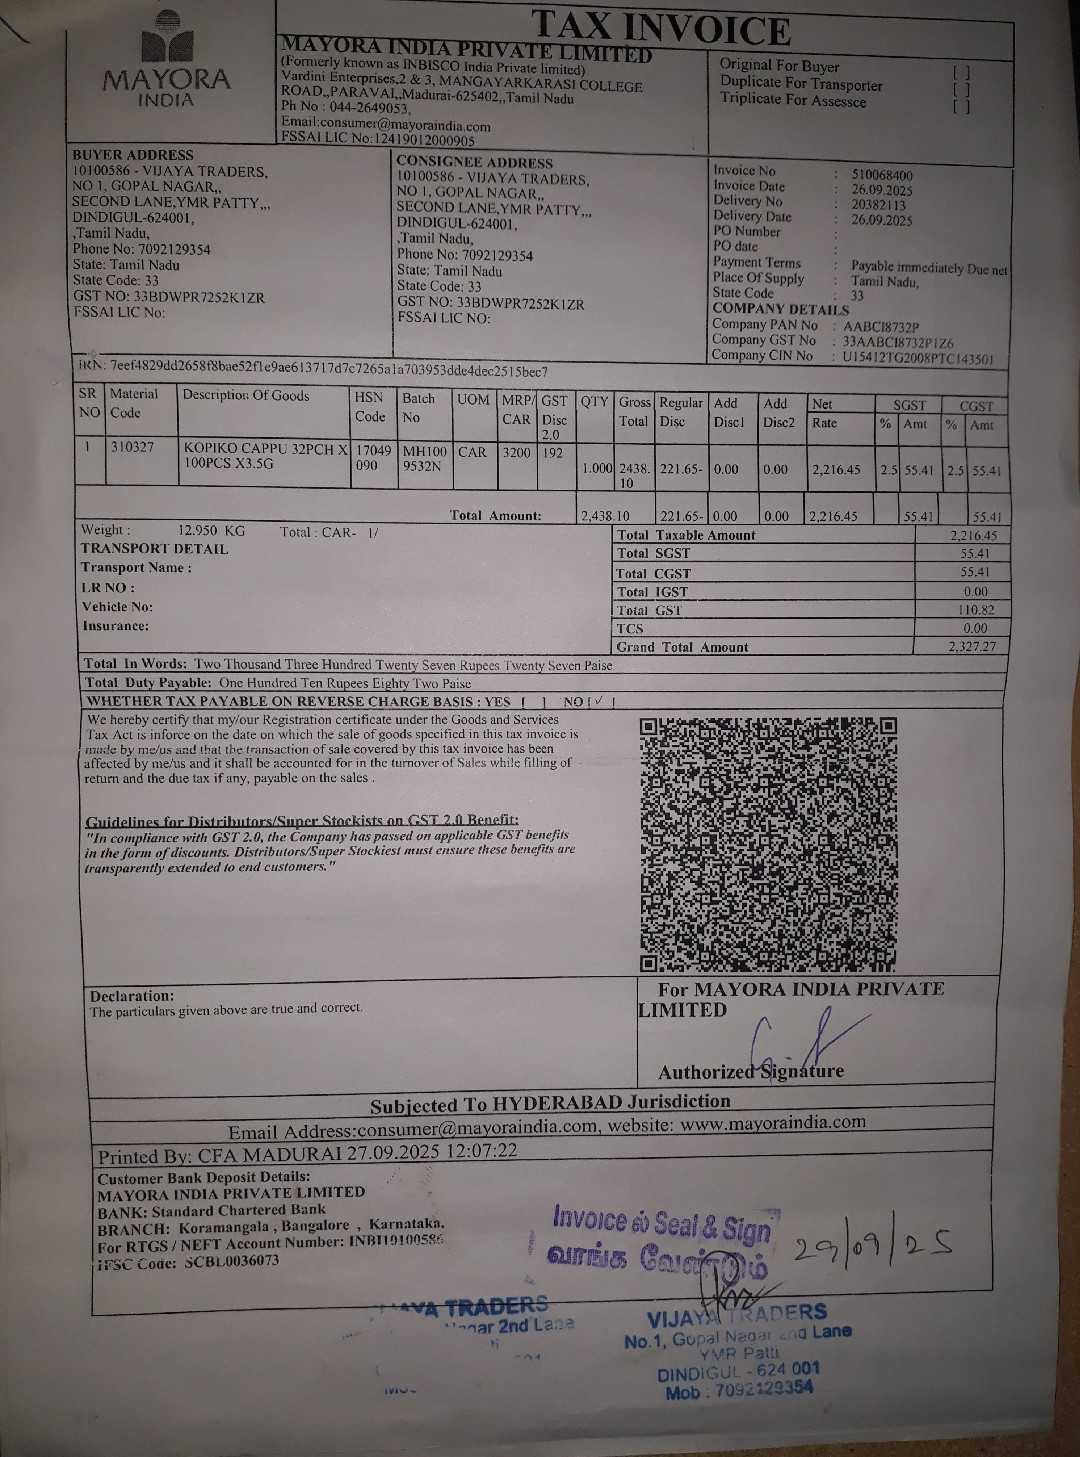 MAYORA
INDIA
TAX INVOICE
MAYORA INDIA PRIVATE LIMITED
(Formerly known as INBISCO India Private limited)
Vardini Enterprises,2 & 3, MANGAYARKARASI COLLEGE
ROAD,,PARAVAI,,Madurai-625402,,Tamil Nadu
Ph No : 044-2649053,
Email:consumer@mayoraindia.com
FSSAI LIC No:12419012000905
Original For Buyer [ ]
Duplicate For Transporter [ ]
Triplicate For Assescce [ ]
BUYER ADDRESS
10100586 - VIJAYA TRADERS,
NO 1, GOPAL NAGAR,,
SECOND LANE,YMR PATTY,,,
DINDIGUL-624001,
,Tamil Nadu,
Phone No: 7092129354
State: Tamil Nadu
State Code: 33
GST NO: 33BDWPR7252K1ZR
FSSAI LIC No:
CONSIGNEE ADDRESS
10100586 - VIJAYA TRADERS,
NO 1, GOPAL NAGAR,,
SECOND LANE,YMR PATTY,,,
DINDIGUL-624001,
,Tamil Nadu,
Phone No: 7092129354
State: Tamil Nadu
State Code: 33
GST NO: 33BDWPR7252K1ZR
FSSAI LIC NO:
Invoice No : 510068400
Invoice Date : 26.09.2025
Delivery No : 20382113
Delivery Date : 26.09.2025
PO Number :
PO date :
Payment Terms : Payable immediately Due net
Place Of Supply : Tamil Nadu,
State Code : 33
COMPANY DETAILS
Company PAN No : AABCI8732P
Company GST No : 33AABCI8732P1Z6
Company CIN No : U15412TG2008PTC143501
IRN: 7eef4829dd2658f8bae52f1e9ae613717d7c7265a1a703953dde4dec2515bec7
SR NO Material Code Description Of Goods HSN Code Batch No UOM MRP/ CAR GST Disc 2.0 QTY Gross Total Regular Disc Add Disc1 Add Disc2 Net Rate SGST % Amt CGST % Amt
1 310327 KOPIKO CAPPU 32PCH X 17049 MH100 CAR 3200 192
100PCS X3.5G 090 9532N 1.000 2438. 221.65- 0.00 0.00 2,216.45 2.5 55.41 2.5 55.41
10
Total Amount: 2,438.10 221.65- 0.00 0.00 2,216.45 55.41 55.41
Weight : 12.950 KG Total : CAR- 1/
TRANSPORT DETAIL
Transport Name :
LR NO :
Vehicle No:
Insurance:
Total Taxable Amount 2,216.45
Total SGST 55.41
Total CGST 55.41
Total IGST 0.00
Total GST 110.82
TCS 0.00
Grand Total Amount 2,327.27
Total In Words: Two Thousand Three Hundred Twenty Seven Rupees Twenty Seven Paise
Total Duty Payable: One Hundred Ten Rupees Eighty Two Paise
WHETHER TAX PAYABLE ON REVERSE CHARGE BASIS : YES [ ] NO [✓ ]
We hereby certify that my/our Registration certificate under the Goods and Services
Tax Act is inforce on the date on which the sale of goods specified in this tax invoice is
made by me/us and that the transaction of sale covered by this tax invoice has been
affected by me/us and it shall be accounted for in the turnover of Sales while filling of
return and the due tax if any, payable on the sales .
Guidelines for Distributors/Super Stockists on GST 2.0 Benefit:
"In compliance with GST 2.0, the Company has passed on applicable GST benefits
in the form of discounts. Distributors/Super Stockiest must ensure these benefits are
transparently extended to end customers."
Declaration:
The particulars given above are true and correct.
For MAYORA INDIA PRIVATE
LIMITED
Authorized Signature
Subjected To HYDERABAD Jurisdiction
Email Address:consumer@mayoraindia.com, website: www.mayoraindia.com
Printed By: CFA MADURAI 27.09.2025 12:07:22
Customer Bank Deposit Details:
MAYORA INDIA PRIVATE LIMITED
BANK: Standard Chartered Bank
BRANCH: Koramangala , Bangalore , Karnataka.
For RTGS / NEFT Account Number: INBI10100586
IFSC Code: SCBL0036073
Invoice ல் Seal & Sign
வாங்க வேண்டும்
29/09/25
TRADERS
2nd Lane
VIJAYA TRADERS
No.1, Gopal Nagar 2nd Lane
YMR Patti
DINDIGUL - 624 001
Mob : 7092129354